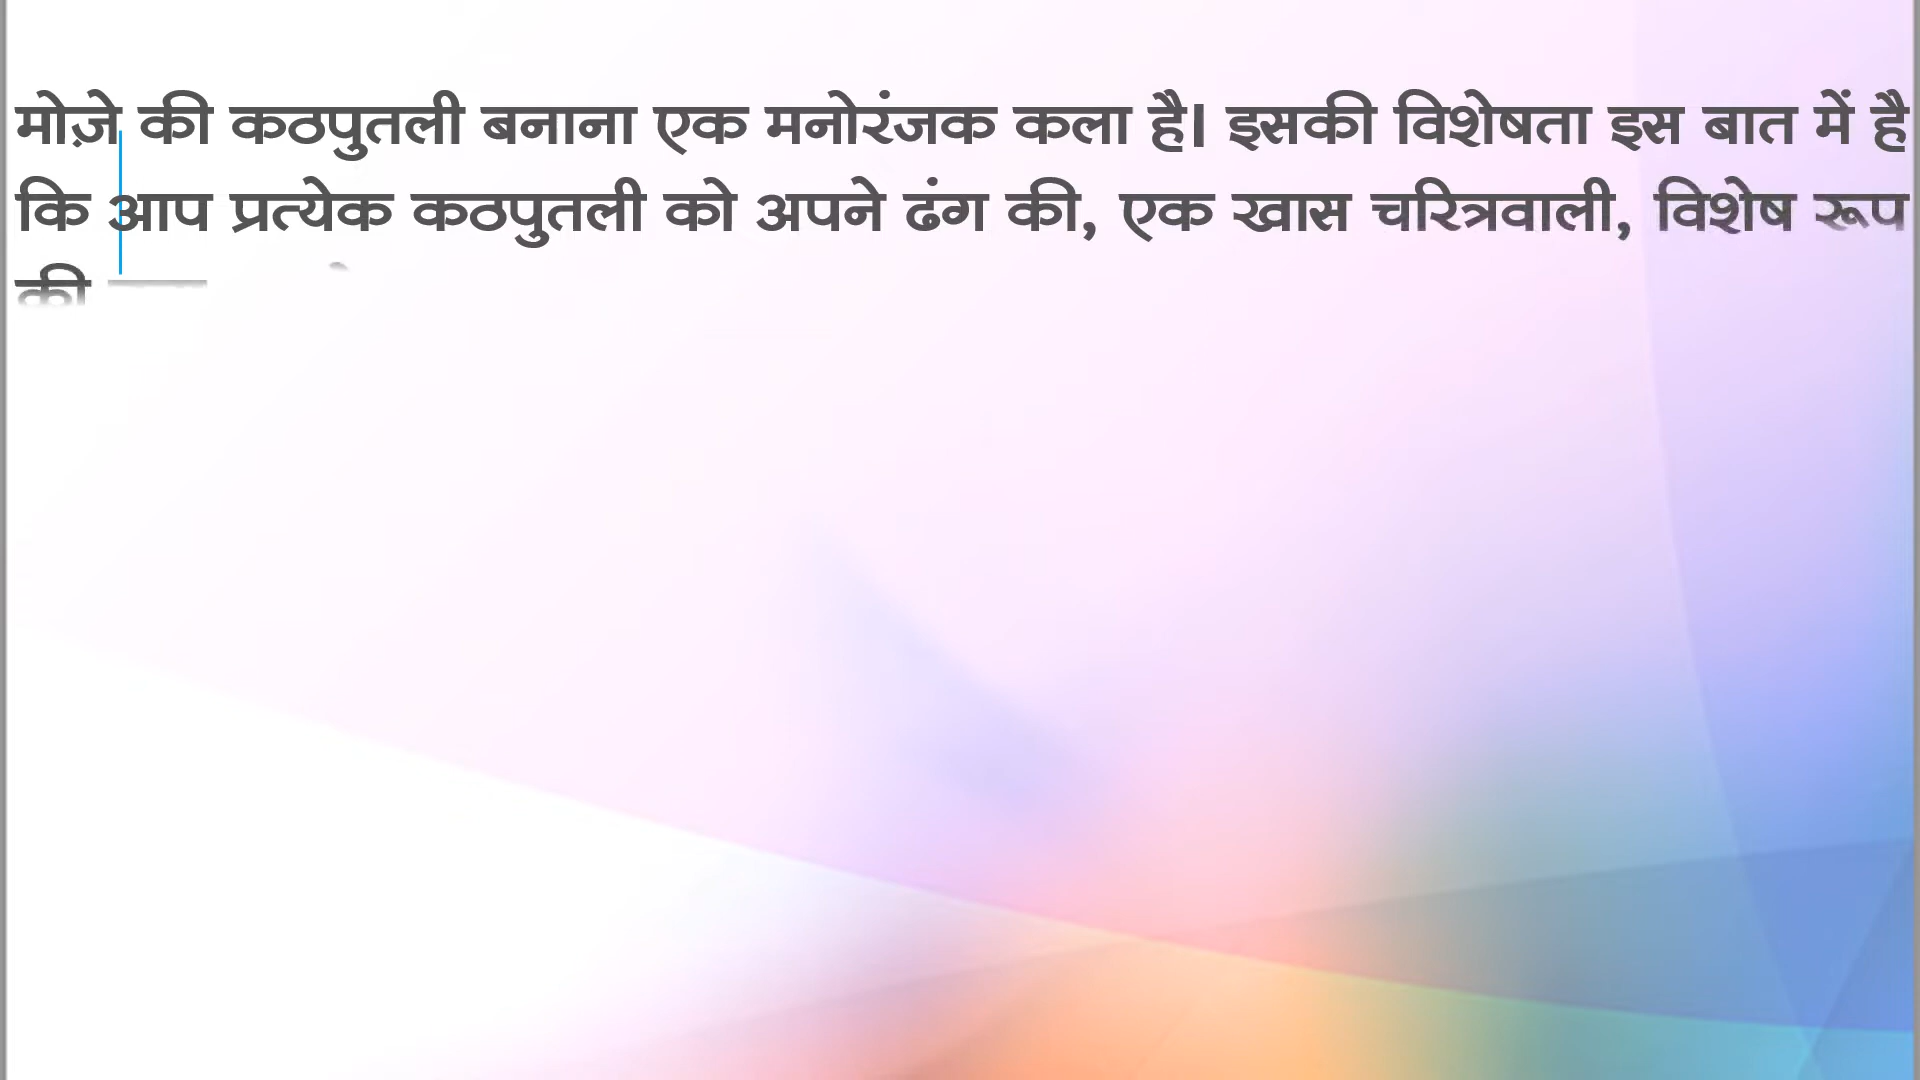 मोज़े की कठपुतली बनाना एक मनोरंजक कला है। इसकी विशेषता इस बात में है
कि आप प्रत्येक कठपुतली को अपने ढंग की, एक खास चरित्रवाली, विशेष रूप
की